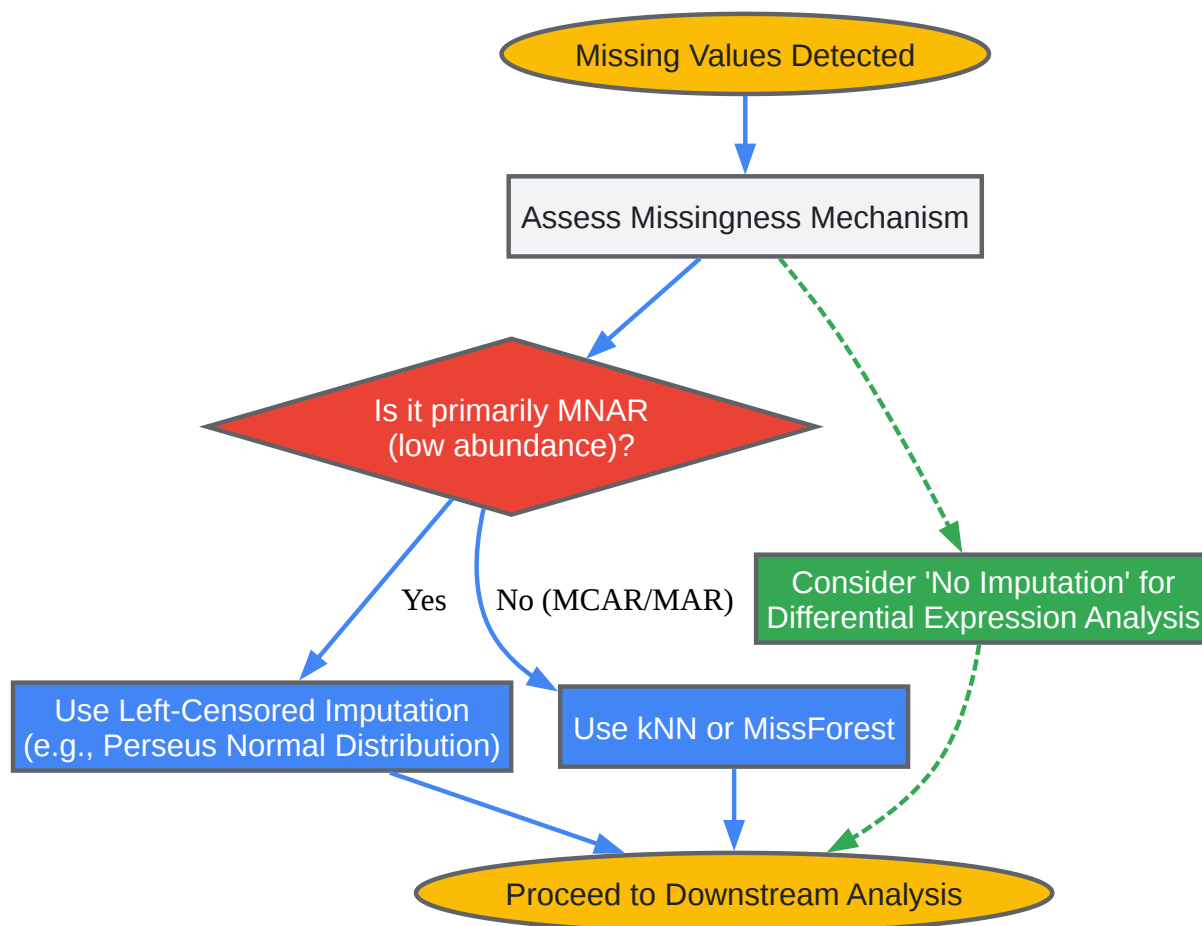 Missing Values Detected
Assess Missingness Mechanism
Is it primarily MNAR
(low abundance)?
Consider 'No Imputation' for
Differential Expression Analysis
Yes
No (MCAR/MAR)
Use Left-Censored Imputation
(e.g., Perseus Normal Distribution)
Use kNN or MissForest
Proceed to Downstream Analysis